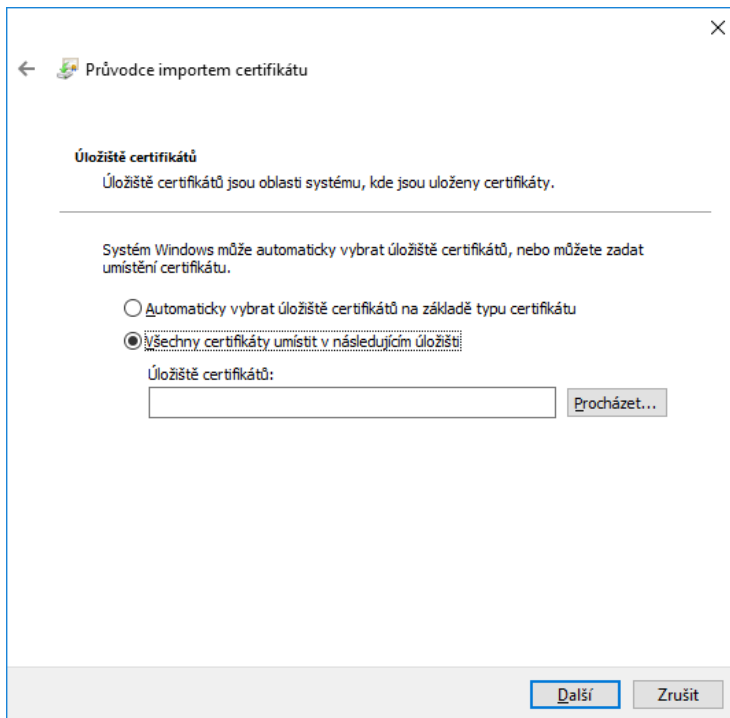 Průvodce importem certifikátu
Úložiště certifikátů
Úložiště certifikátů jsou oblasti systému, kde jsou uloženy certifikáty.
Systém Windows může automaticky vybrat úložiště certifikátů, nebo můžete zadat
umístění certifikátu.
Automaticky vybrat úložiště certifikátů na základě typu certifikátu
Všechny certifikáty umístit v následujícím úložišti
Úložiště certifikátů:
Procházet...
Další
Zrušit